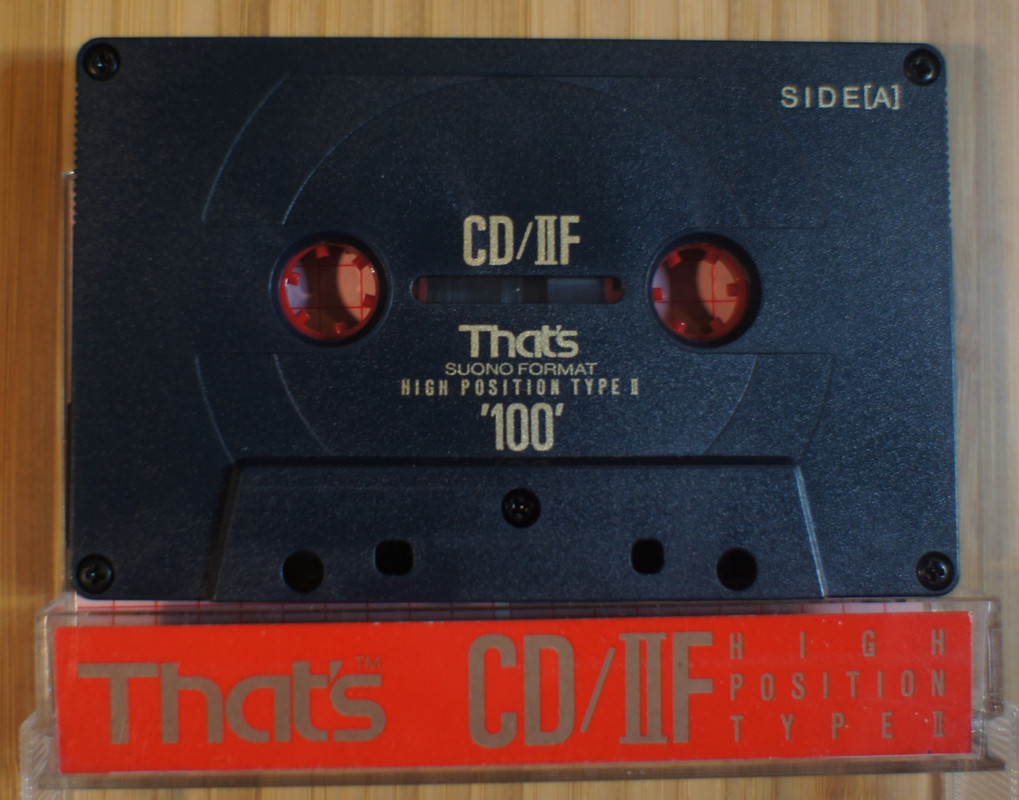 SIDE[A]
CD/IIF
That's
SUONO FORMAT
HIGH POSITION TYPE II
'100'
That's™ CD/IIF
HIGH
POSITION
TYPE II